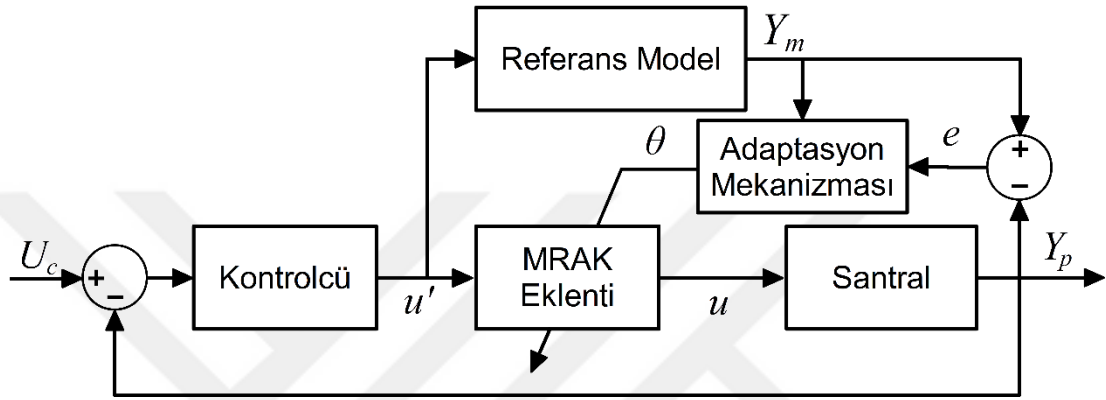 Referans Model
Y_m
θ
Adaptasyon
Mekanizması
e
+
−
U_c
+
−
Kontrolcü
u'
MRAK
Eklenti
u
Santral
Y_p